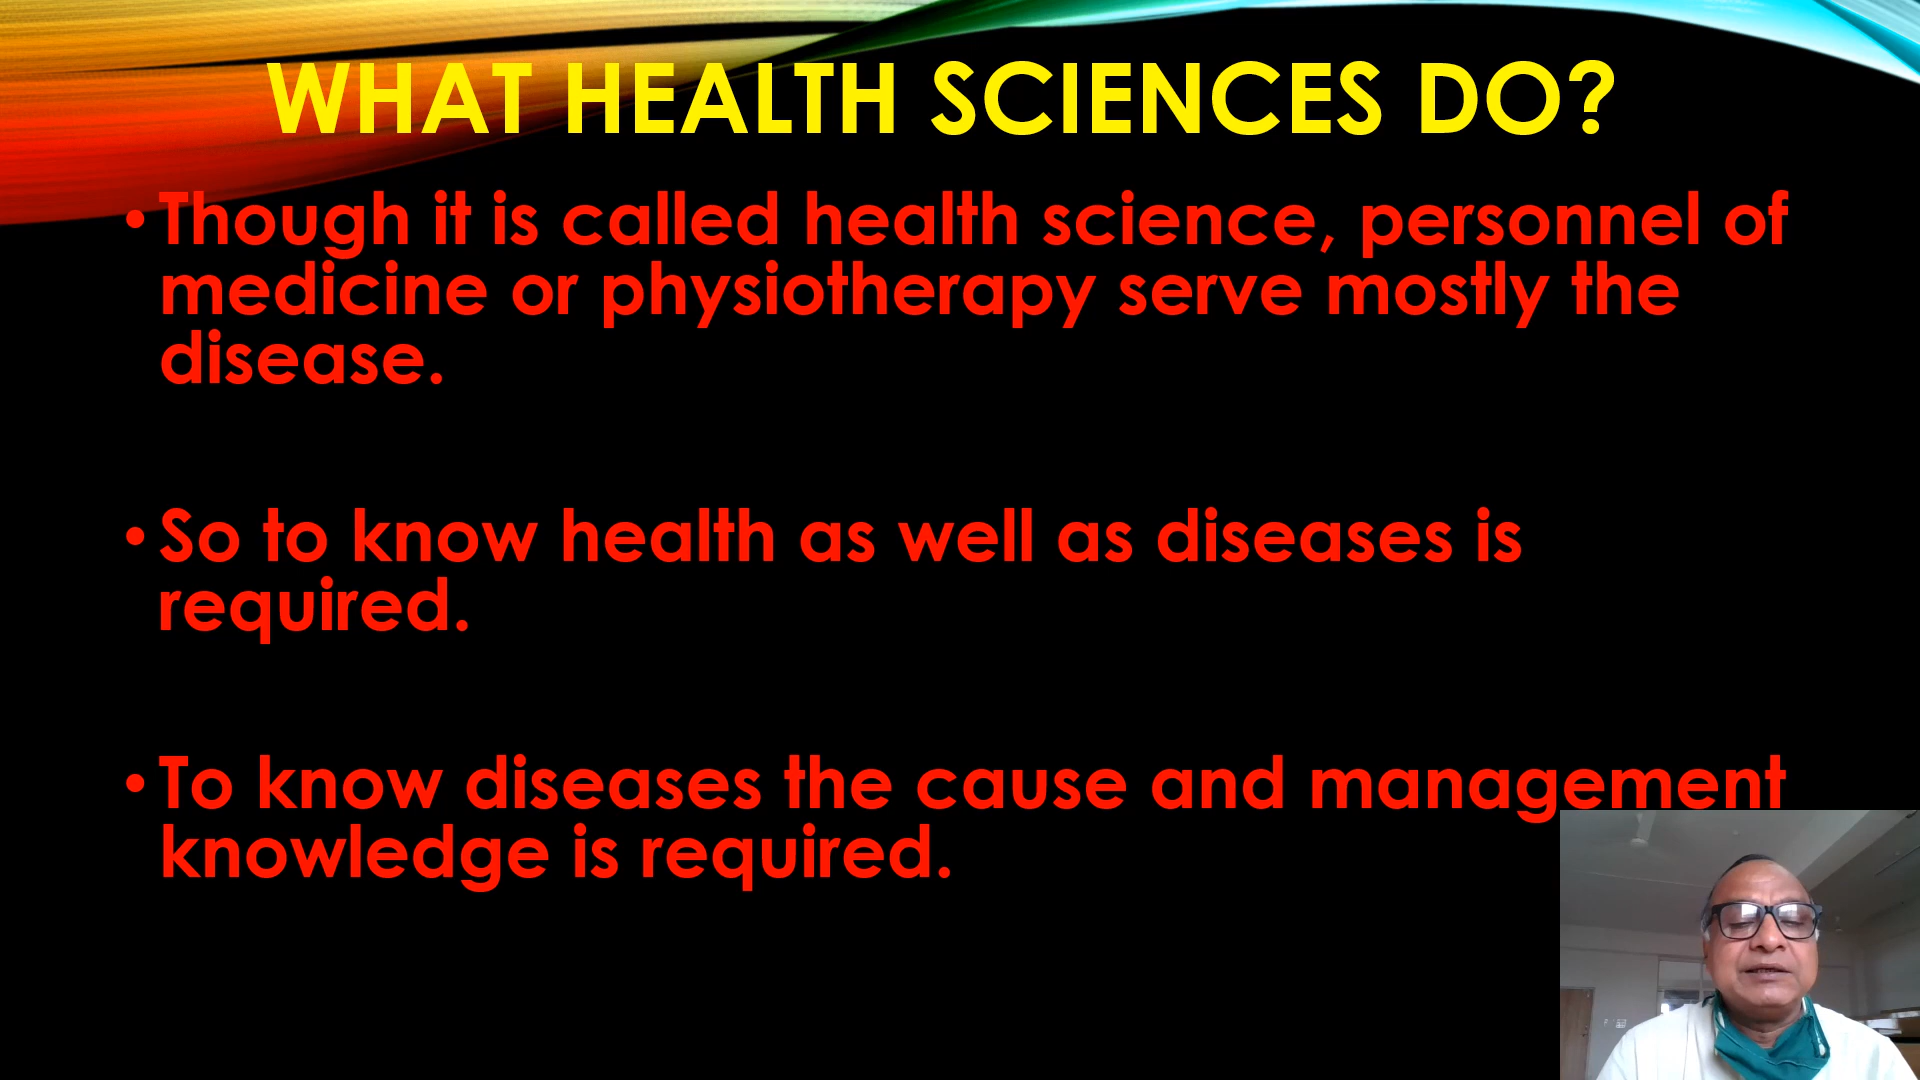 WHAT HEALTH SCIENCES DO?
• Though it is called health science, personnel of
medicine or physiotherapy serve mostly the
disease.
• So to know health as well as diseases is
required.
• To know diseases the cause and management
knowledge is required.